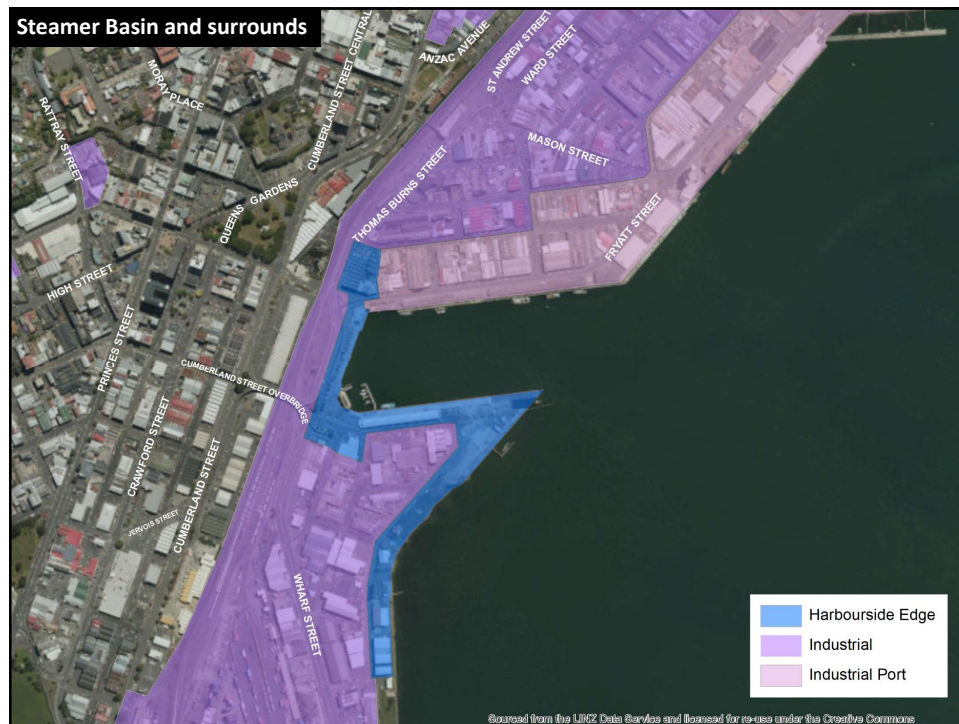 Steamer Basin and surrounds
RATTRAY STREET
MORAY PLACE
CUMBERLAND STREET CENTRAL
ANZAC AVENUE
ST ANDREW STREET
WARD STREET
MASON STREET
QUEENS GARDENS
THOMAS BURNS STREET
FRYATT STREET
HIGH STREET
PRINCES STREET
CUMBERLAND STREET OVERBRIDGE
CRAWFORD STREET
CUMBERLAND STREET
JERVOIS STREET
WHARF STREET
Harbourside Edge
Industrial
Industrial Port
Sourced from the LINZ Data Service and licensed for re-use under the Creative Commons